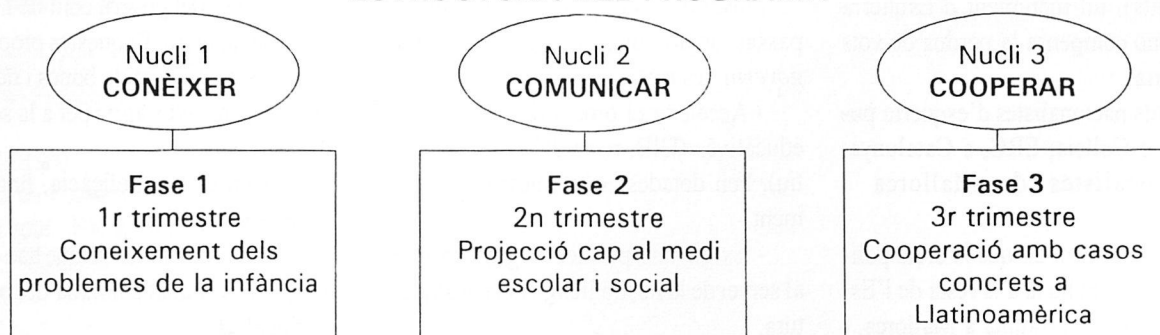 Nucli 1
CONÈIXER
Nucli 2
COMUNICAR
Nucli 3
COOPERAR
Fase 1
1r trimestre
Coneixement dels
problemes de la infància
Fase 2
2n trimestre
Projecció cap al medi
escolar i social
Fase 3
3r trimestre
Cooperació amb casos
concrets a
Llatinoamèrica